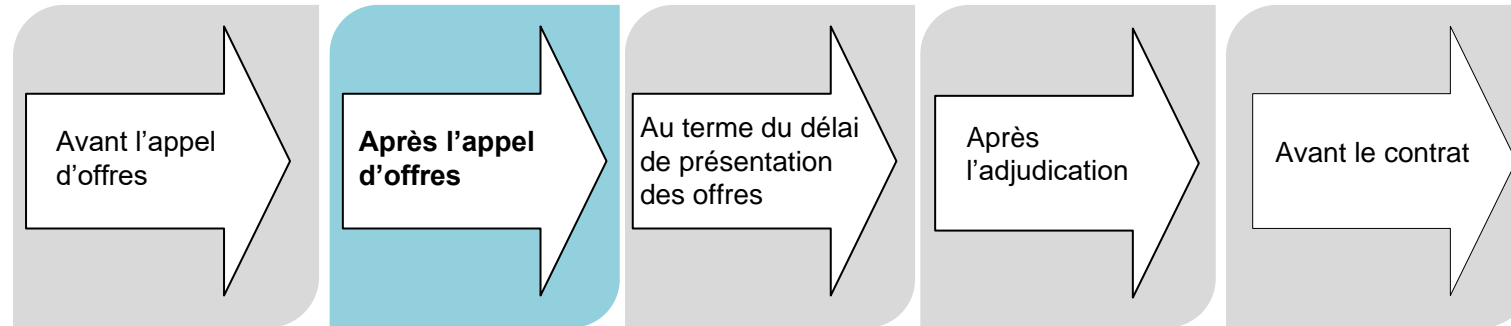 Avant l’appel
d’offres
Après l’appel
d’offres
Au terme du délai
de présentation
des offres
Après
l’adjudication
Avant le contrat